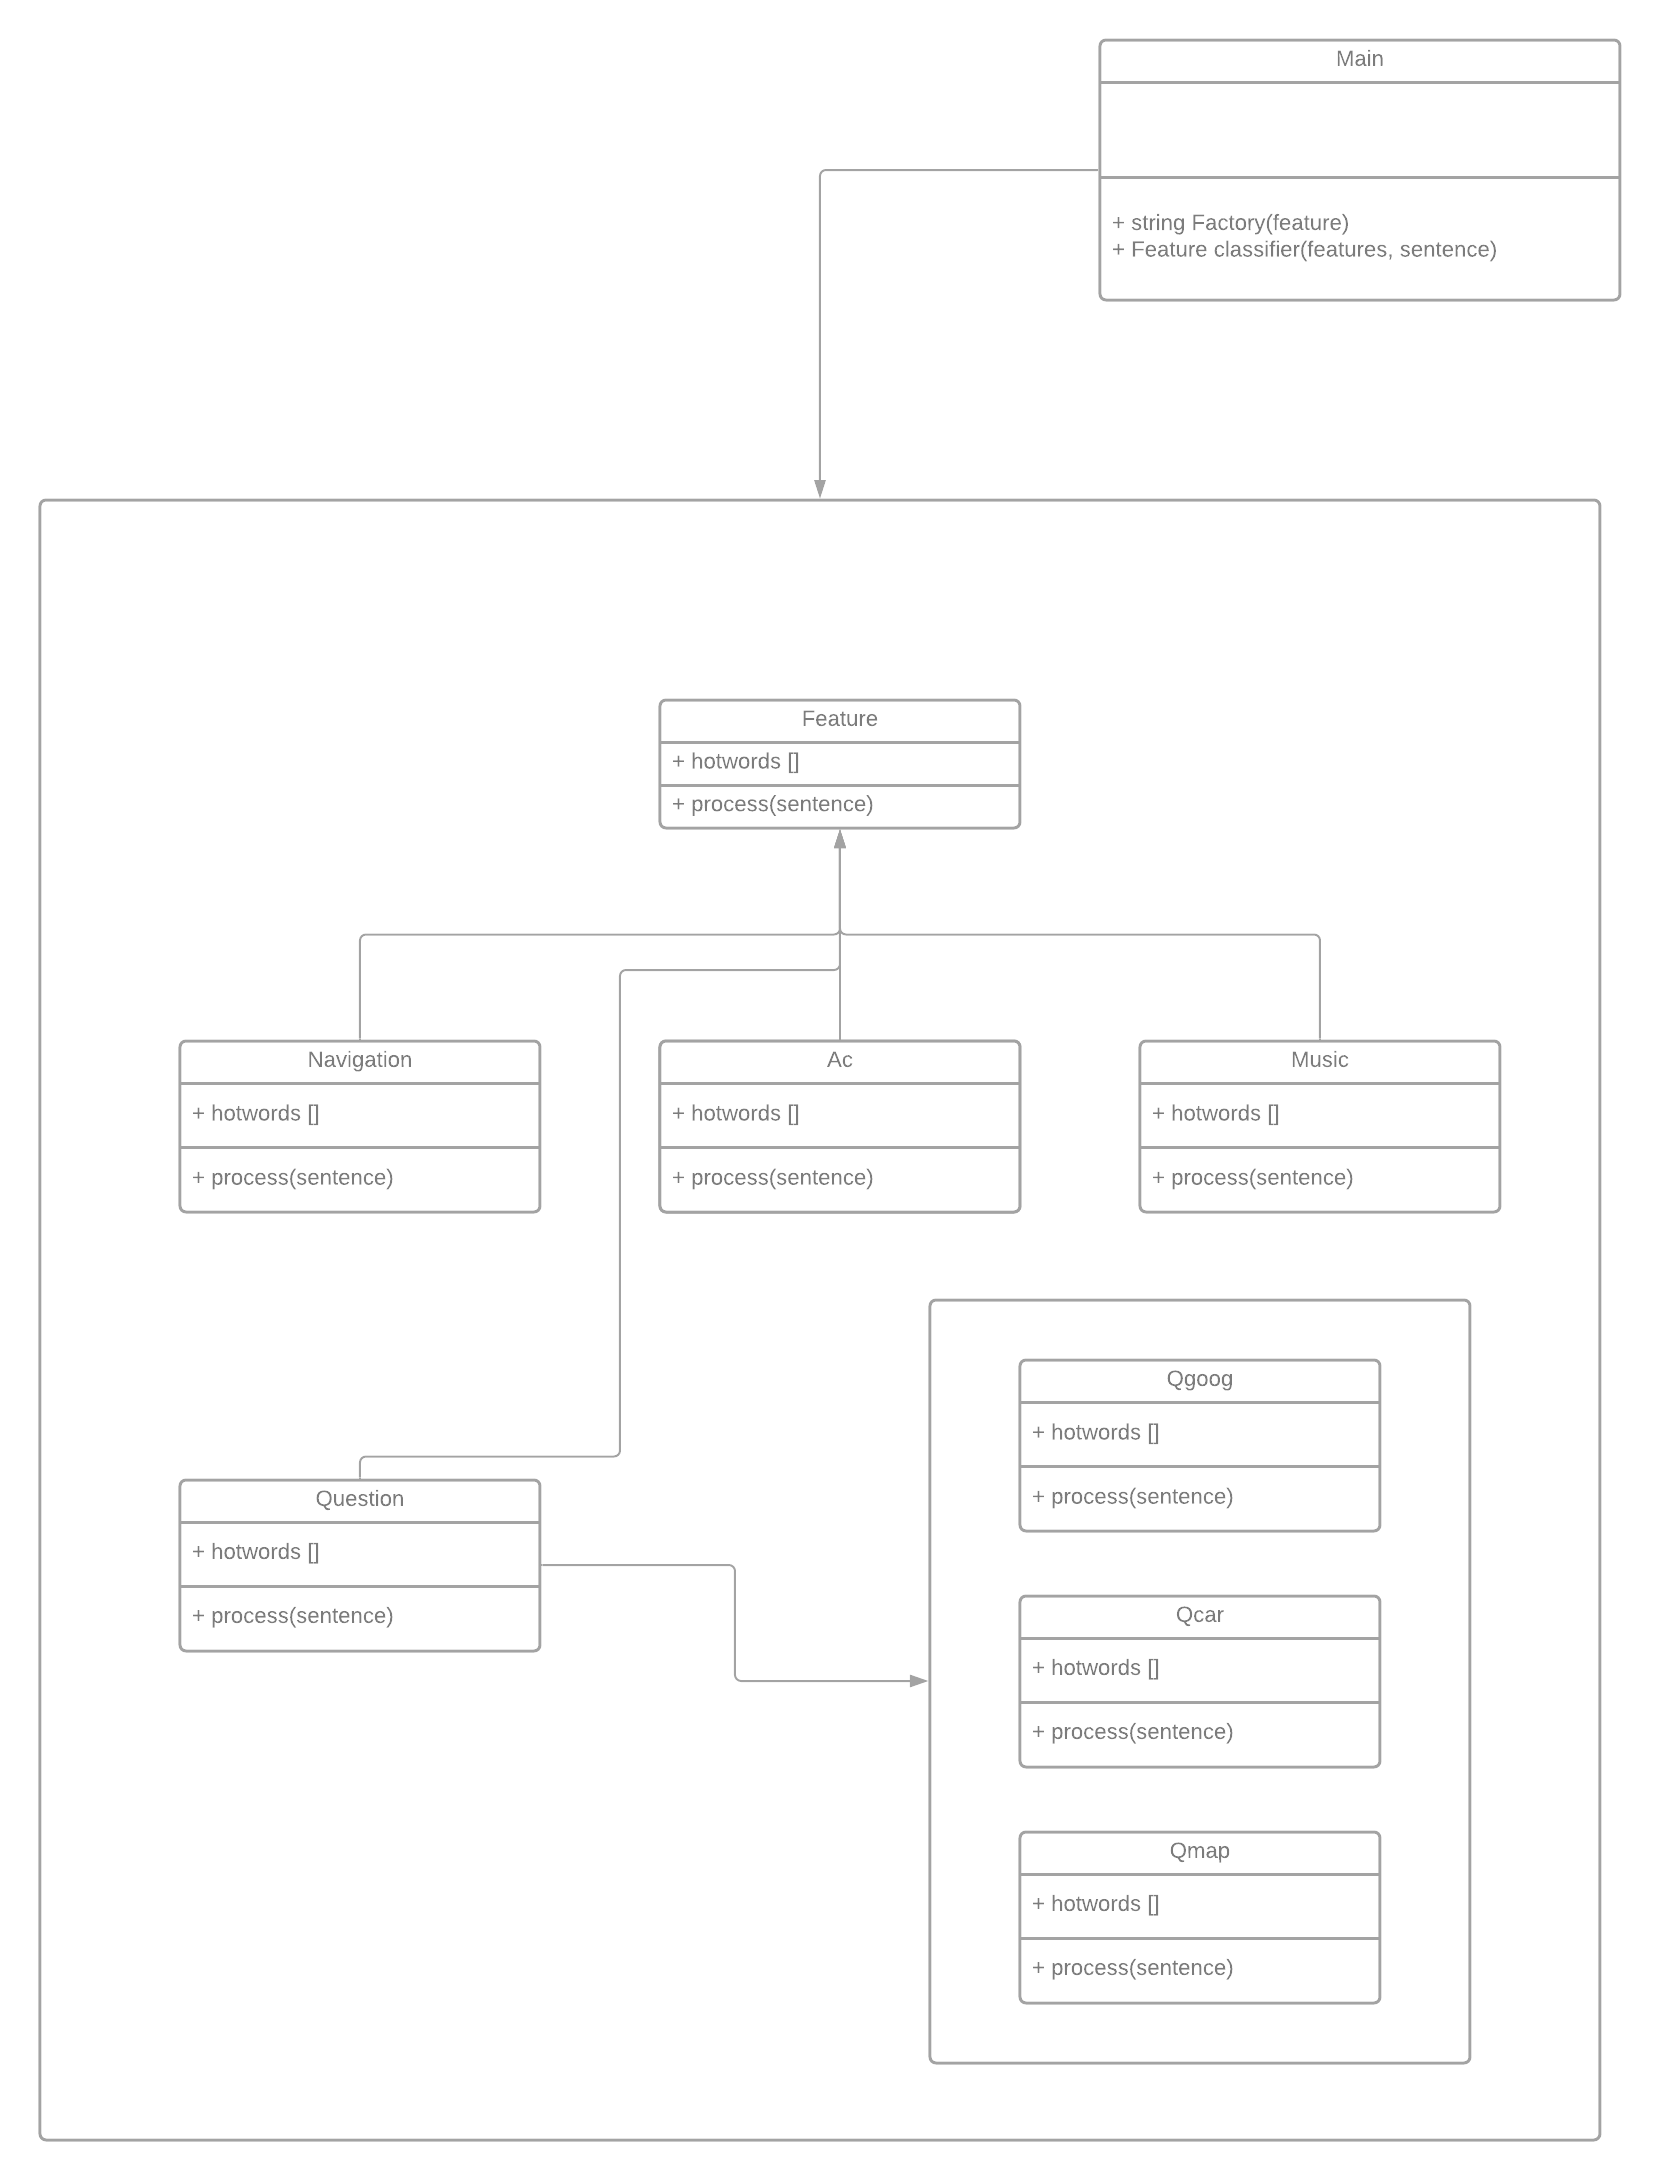 Main
+ string Factory(feature)
+ Feature classifier(features, sentence)
Feature
+ hotwords []
+ process(sentence)
Navigation
+ hotwords []
+ process(sentence)
Ac
+ hotwords []
+ process(sentence)
Music
+ hotwords []
+ process(sentence)
Question
+ hotwords []
+ process(sentence)
Qgoog
+ hotwords []
+ process(sentence)
Qcar
+ hotwords []
+ process(sentence)
Qmap
+ hotwords []
+ process(sentence)